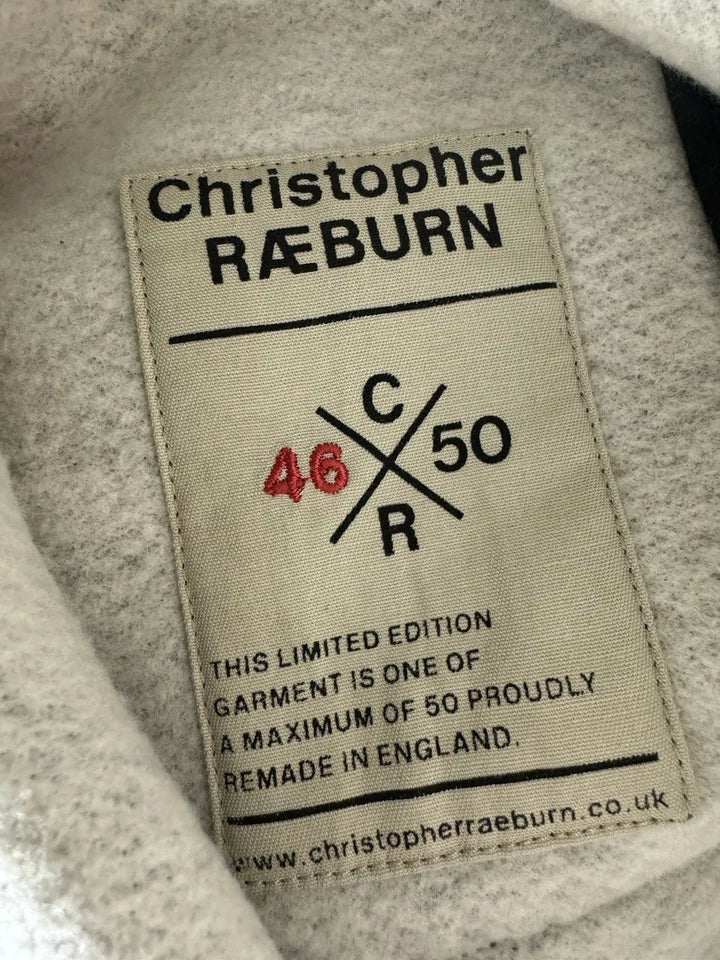 Christopher
RÆBURN
C
46 50
R
THIS LIMITED EDITION
GARMENT IS ONE OF
A MAXIMUM OF 50 PROUDLY
REMADE IN ENGLAND.
www.christopherraeburn.co.uk